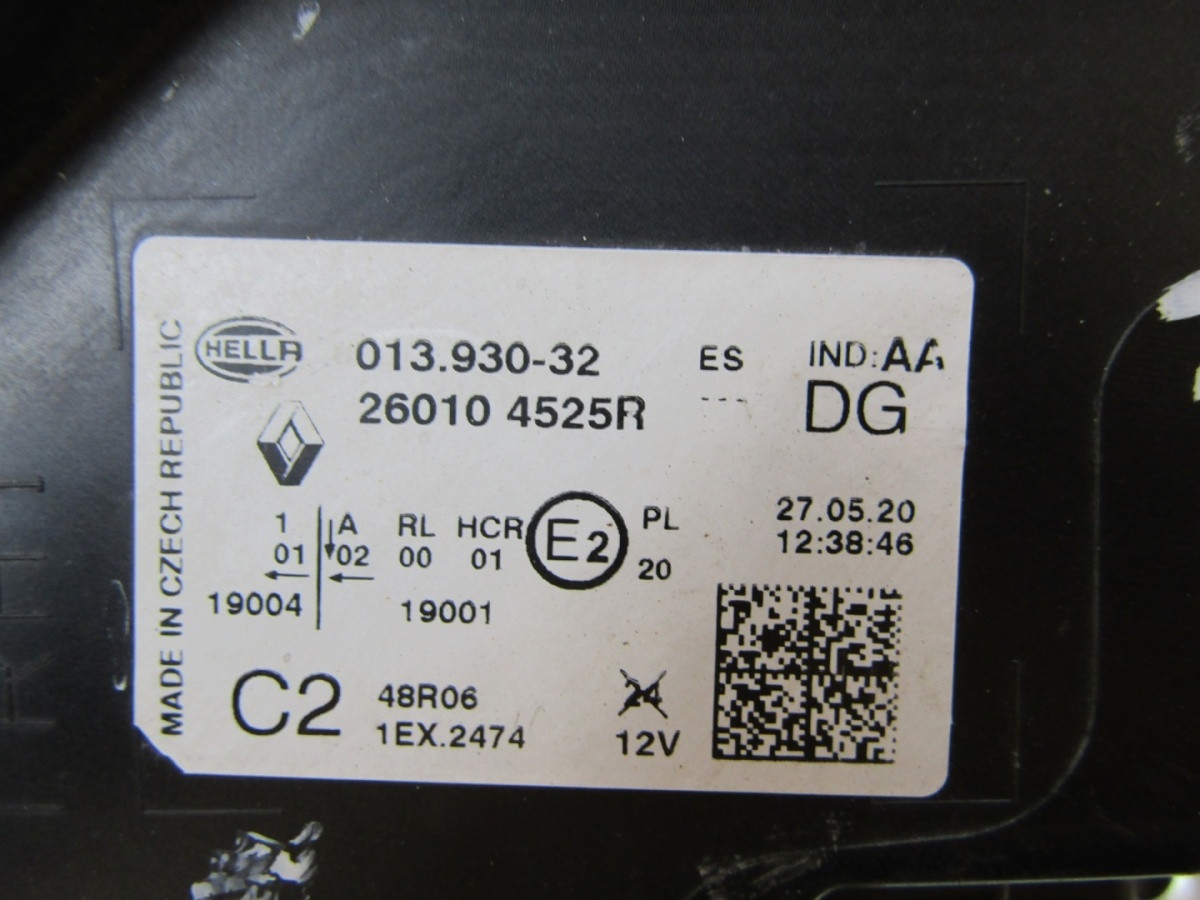 MADE IN CZECH REPUBLIC
HELLA
013.930-32
ES
IND:AA
26010 4525R
---
DG
1
A
RL
HCR
E2
PL
27.05.20
01
02
00
01
20
12:38:46
19004
19001
C2
48R06
24
1EX.2474
12V